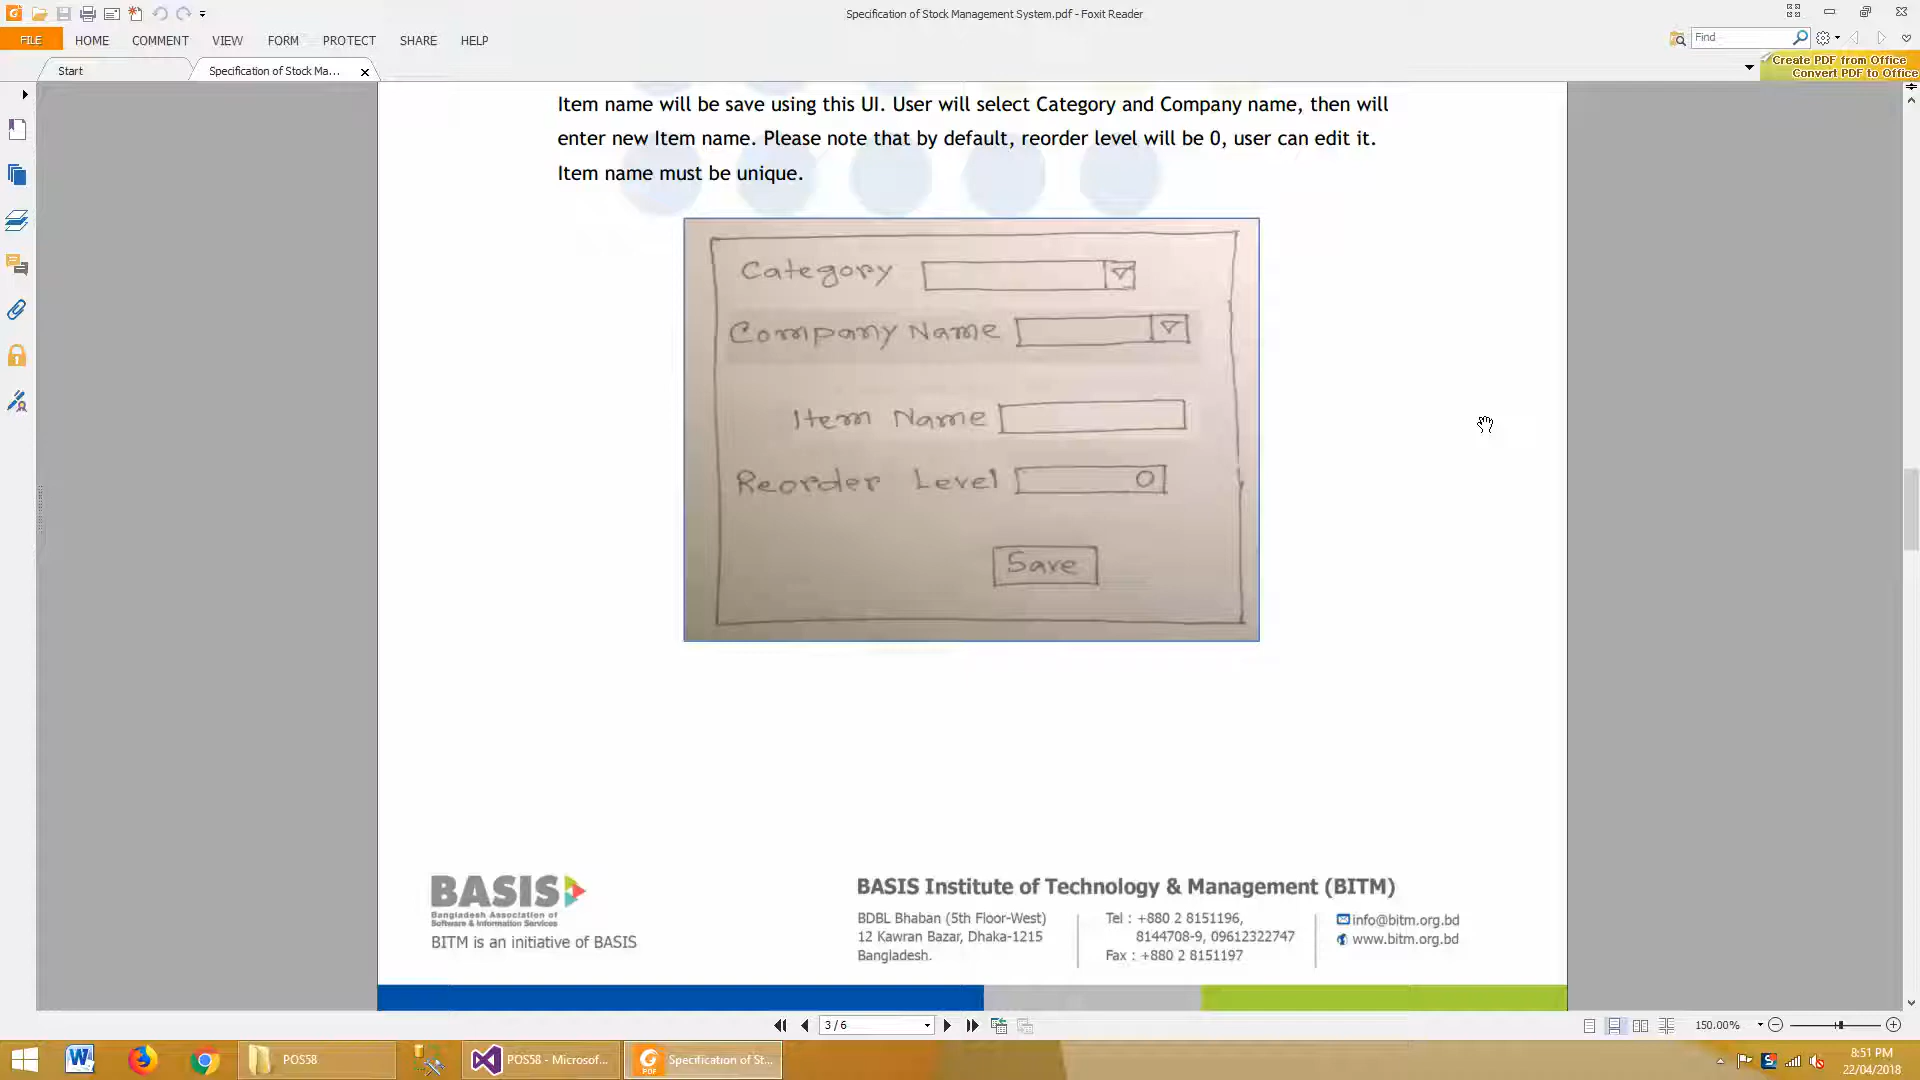 Specification of Stock Management System.pdf - Foxit Reader
FILE HOME COMMENT VIEW FORM PROTECT SHARE HELP
Find
Start
Specification of Stock Ma...
Create PDF from Office
Convert PDF to Office
Item name will be save using this UI. User will select Category and Company name, then will
enter new Item name. Please note that by default, reorder level will be 0, user can edit it.
Item name must be unique.
Category
Company Name
Item Name
Reorder Level 0
Save
BASIS
Bangladesh Association of
Software & Information Services
BITM is an initiative of BASIS
BASIS Institute of Technology & Management (BITM)
BDBL Bhaban (5th Floor-West)
12 Kawran Bazar, Dhaka-1215
Bangladesh.
Tel : +880 2 8151196,
8144708-9, 09612322747
Fax : +880 2 8151197
info@bitm.org.bd
www.bitm.org.bd
3 / 6
150.00%
POS58
POS58 - Microsof...
Specification of St...
8:51 PM
22/04/2018